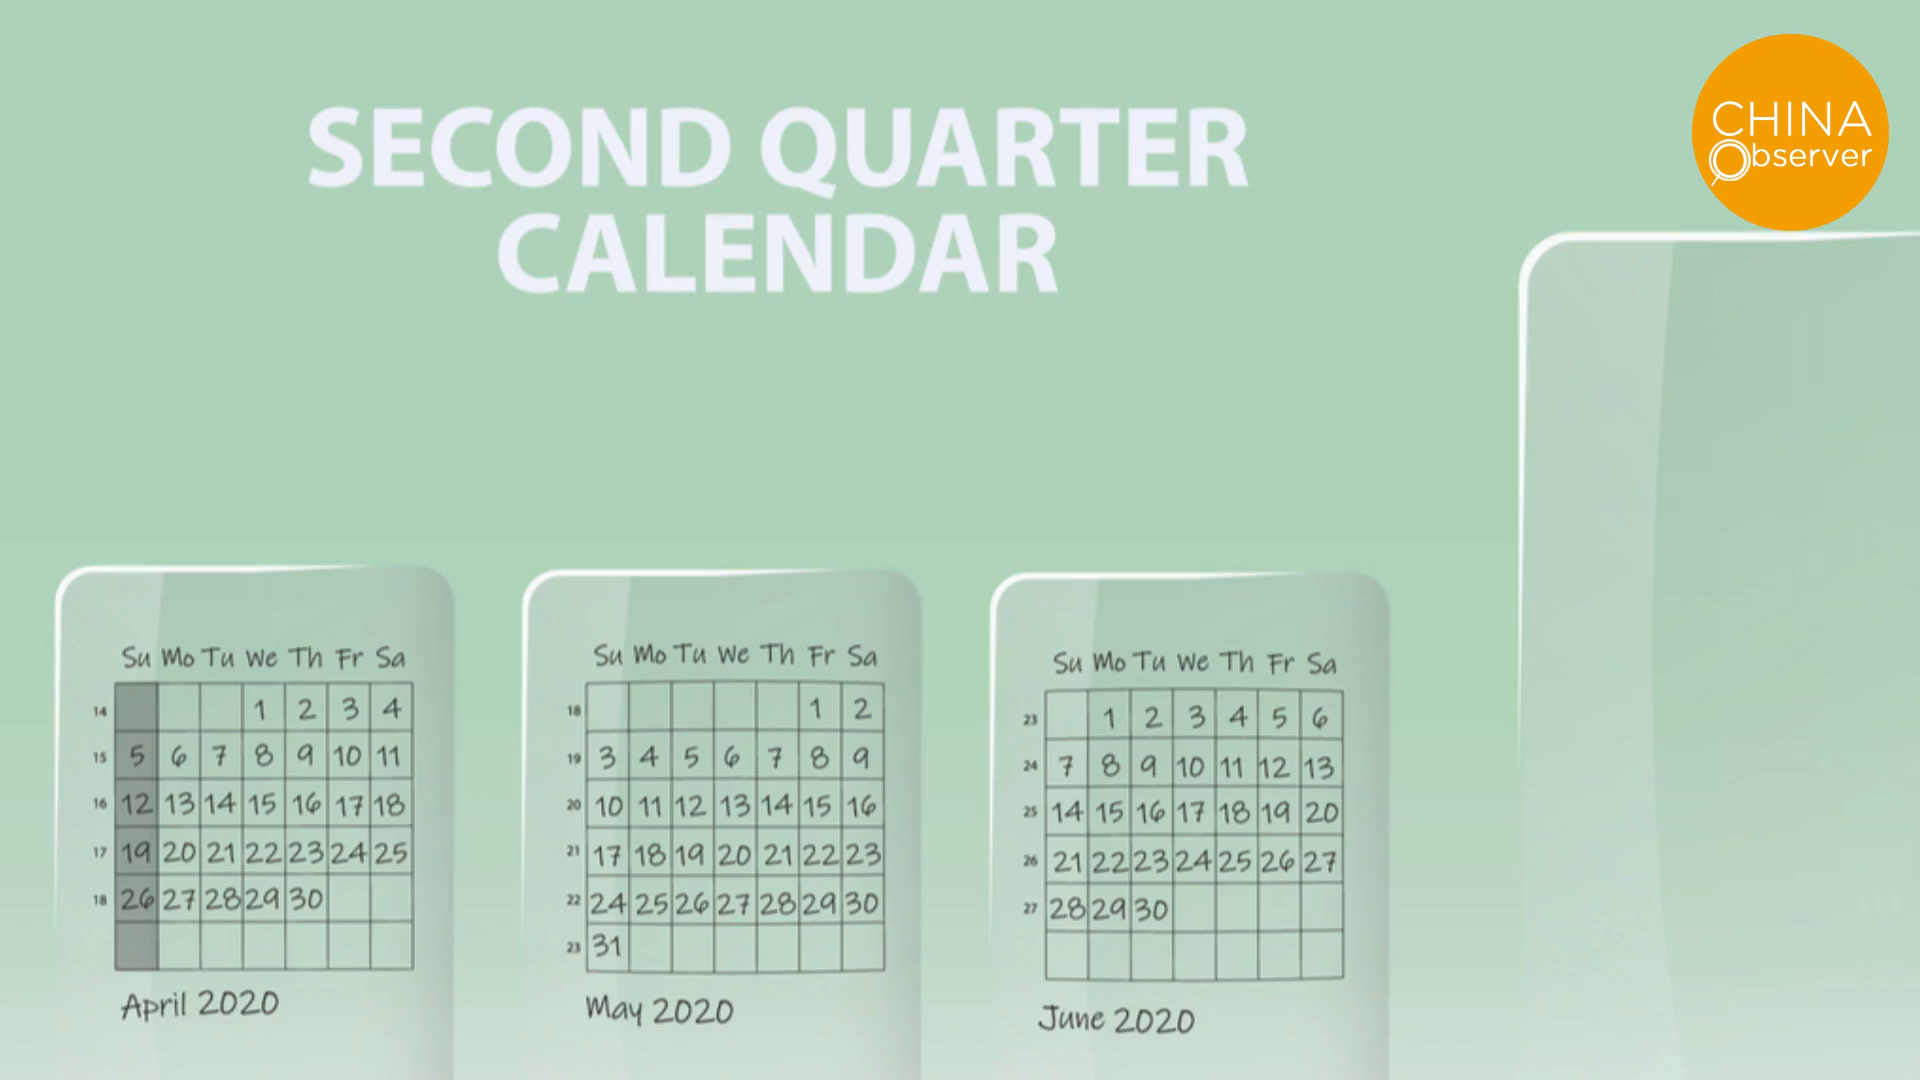 SECOND QUARTER
CALENDAR
CHINA
Observer
Su Mo Tu We Th Fr Sa
14 1 2 3 4
15 5 6 7 8 9 10 11
16 12 13 14 15 16 17 18
17 19 20 21 22 23 24 25
18 26 27 28 29 30
April 2020
Su Mo Tu We Th Fr Sa
18 1 2
19 3 4 5 6 7 8 9
20 10 11 12 13 14 15 16
21 17 18 19 20 21 22 23
22 24 25 26 27 28 29 30
23 31
May 2020
Su Mo Tu We Th Fr Sa
23 1 2 3 4 5 6
24 7 8 9 10 11 12 13
25 14 15 16 17 18 19 20
26 21 22 23 24 25 26 27
27 28 29 30
June 2020